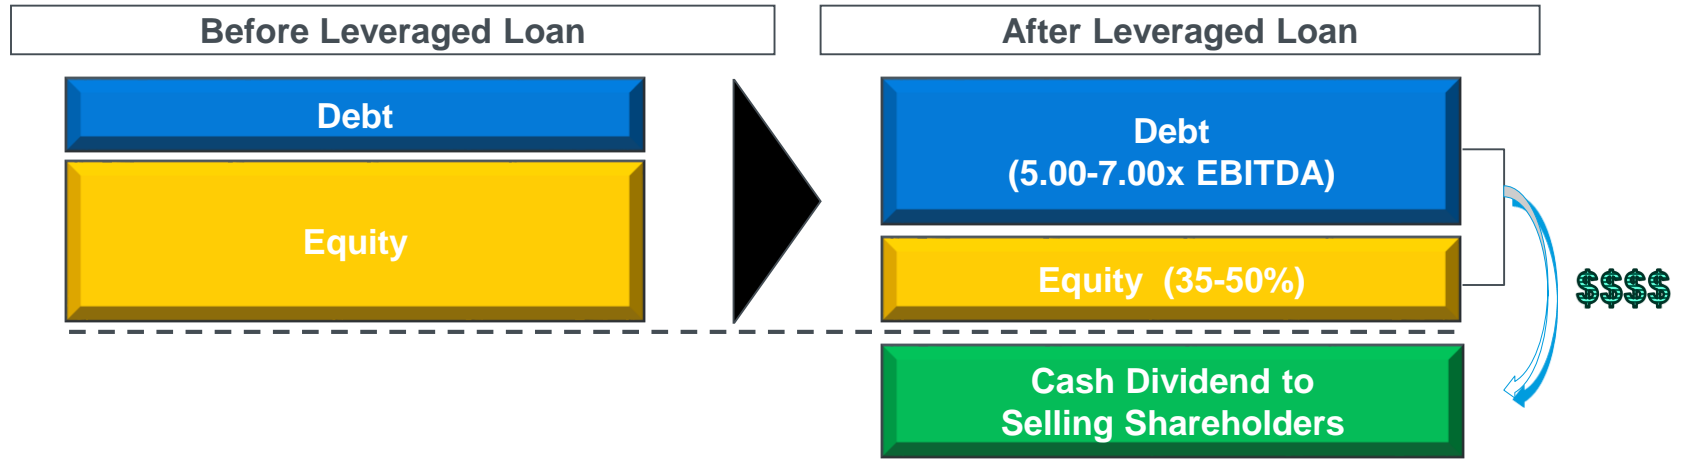 Before Leveraged Loan
After Leveraged Loan
Debt
Equity
Debt
(5.00-7.00x EBITDA)
Equity (35-50%)
$$$$
Cash Dividend to
Selling Shareholders